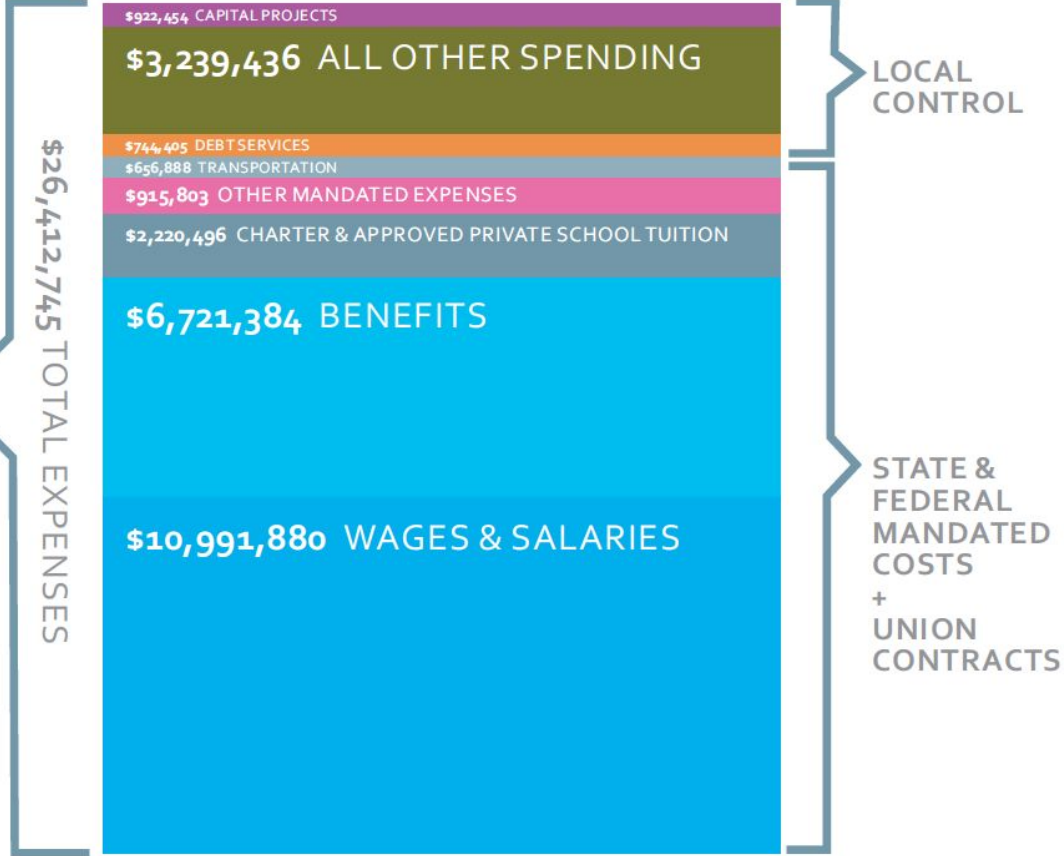 $922,454 CAPITAL PROJECTS
$3,239,436 ALL OTHER SPENDING
$744,405 DEBT SERVICES
$656,888 TRANSPORTATION
$915,803 OTHER MANDATED EXPENSES
$2,220,496 CHARTER & APPROVED PRIVATE SCHOOL TUITION
$6,721,384 BENEFITS
$10,991,880 WAGES & SALARIES
$26,412,745 TOTAL EXPENSES
LOCAL
CONTROL
STATE &
FEDERAL
MANDATED
COSTS
+
UNION
CONTRACTS